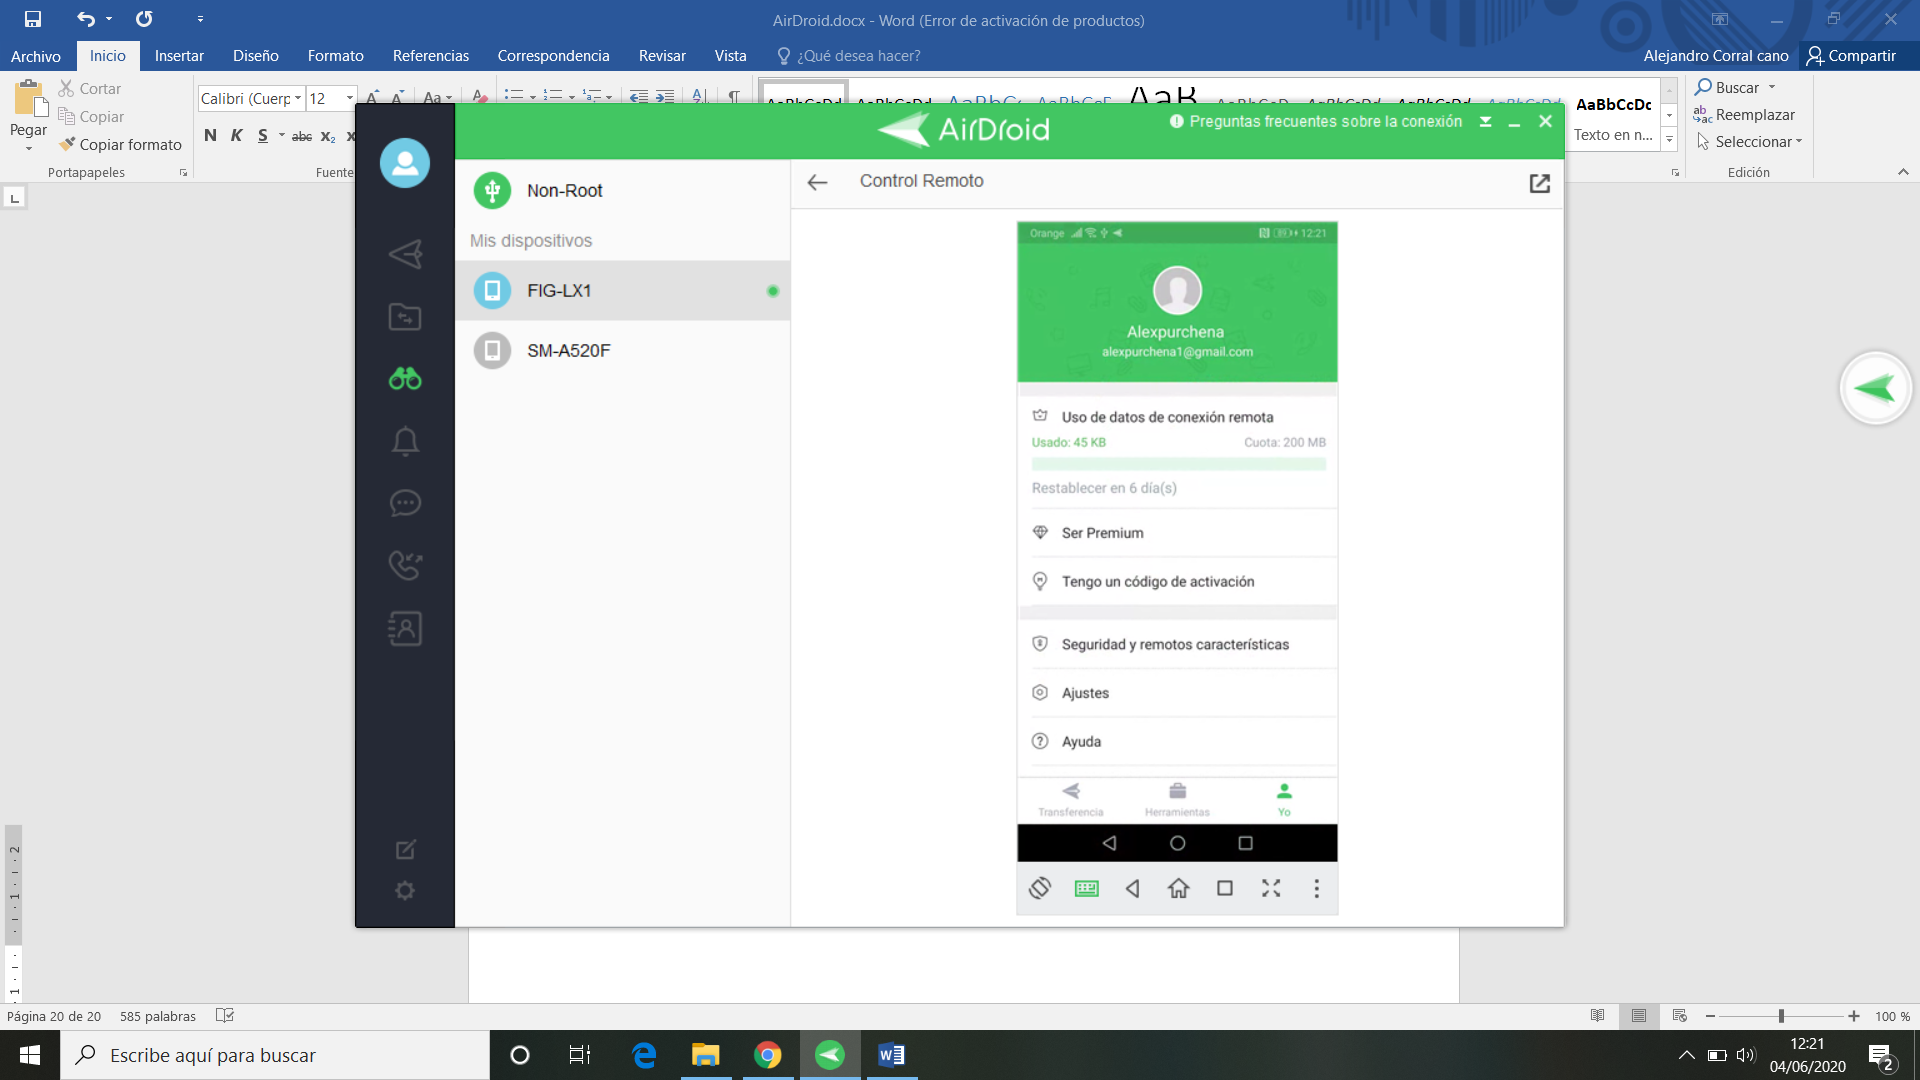 AirDroid.docx - Word (Error de activación de productos)
Archivo Inicio Insertar Diseño Formato Referencias Correspondencia Revisar Vista ¿Qué desea hacer? Alejandro Corral cano Compartir
Pegar
Cortar
Copiar
Copiar formato
Portapapeles
Calibri (Cuerp 12
N K S abc x₂ x
Fuente
AaBbCcDc
Texto en n...
Buscar
Reemplazar
Seleccionar
Edición
AirDroid
Preguntas frecuentes sobre la conexión
Non-Root
Mis dispositivos
FIG-LX1
SM-A520F
Control Remoto
Orange 12:21
Alexpurchena
alexpurchena1@gmail.com
Uso de datos de conexión remota
Usado: 45 KB Cuota: 200 MB
Restablecer en 6 día(s)
Ser Premium
Tengo un código de activación
Seguridad y remotos características
Ajustes
Ayuda
Transferencia Herramientas Yo
Página 20 de 20 585 palabras 100 %
Escribe aquí para buscar
12:21
04/06/2020
2